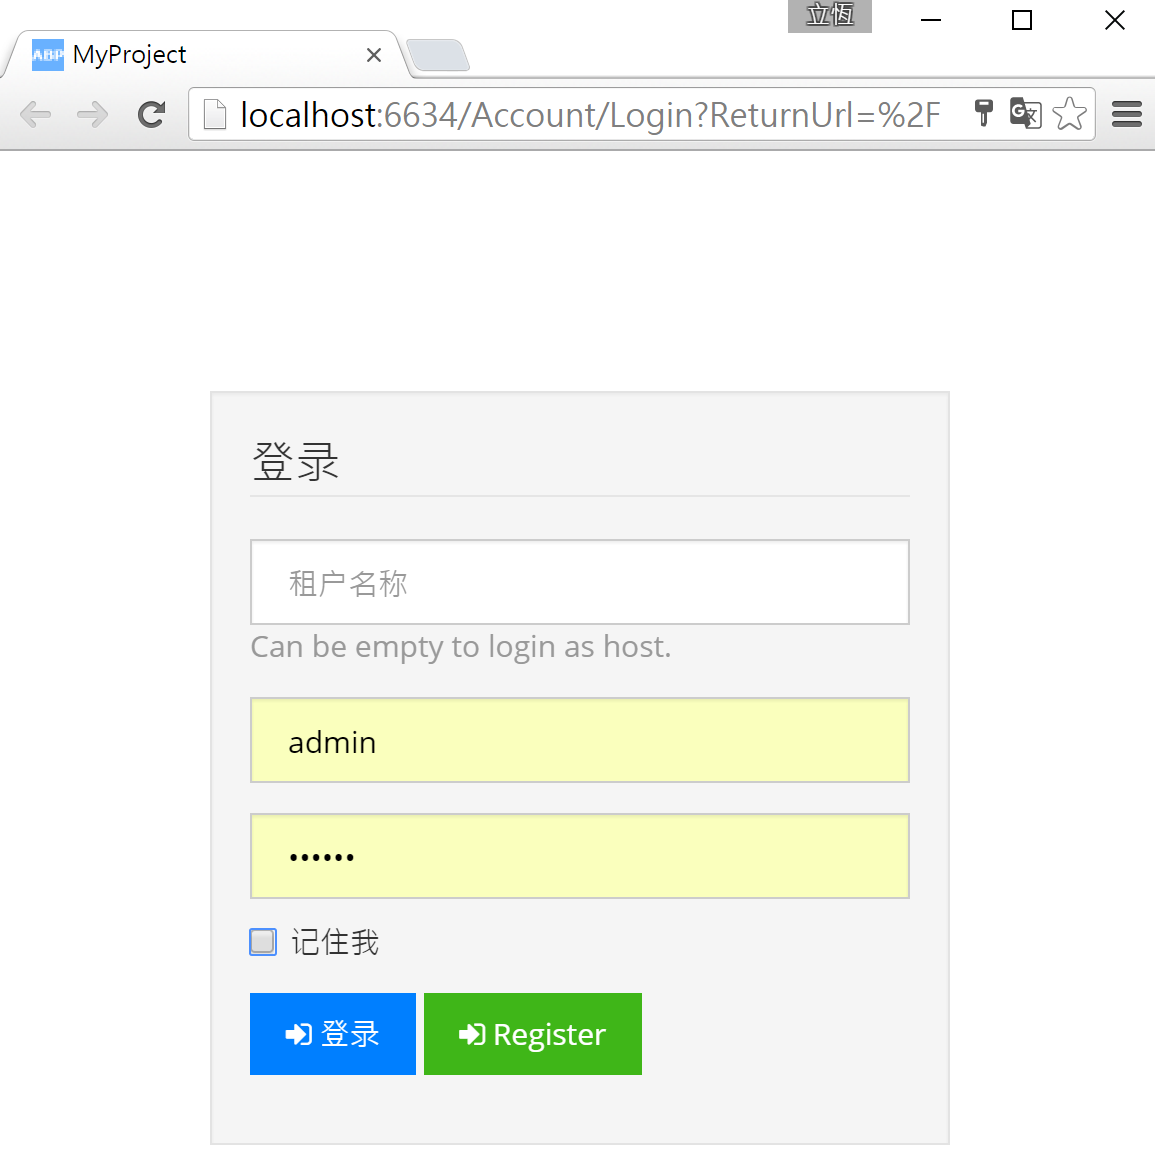 立恆
ABP MyProject
localhost:6634/Account/Login?ReturnUrl=%2F
登录
租户名称
Can be empty to login as host.
admin
••••••
记住我
登录 Register